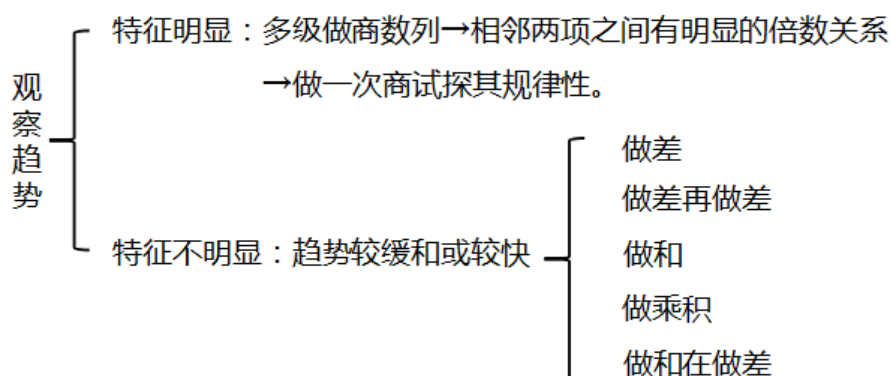 特征明显：多级做商数列→相邻两项之间有明显的倍数关系
→做一次商试探其规律性。
观察趋势
特征不明显：趋势较缓和或较快
做差
做差再做差
做和
做乘积
做和在做差